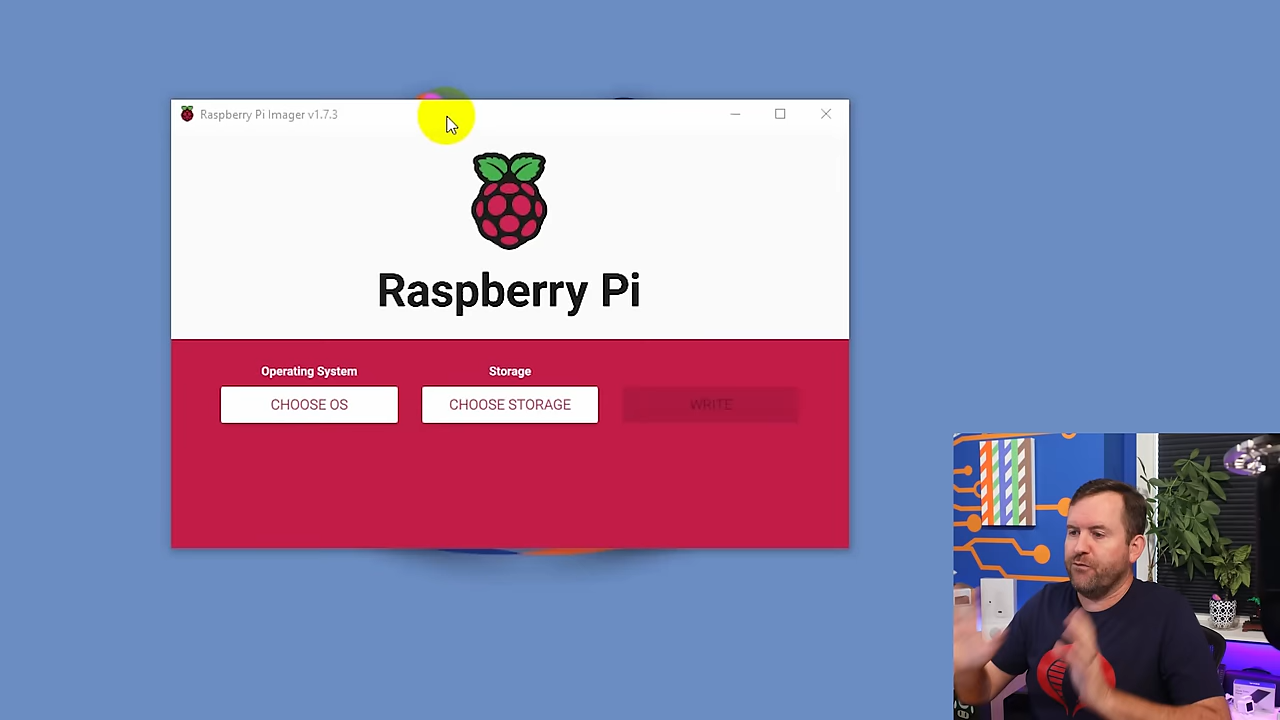 Raspberry Pi Imager v1.7.3
Raspberry Pi
Operating System
Storage
CHOOSE OS
CHOOSE STORAGE
WRITE